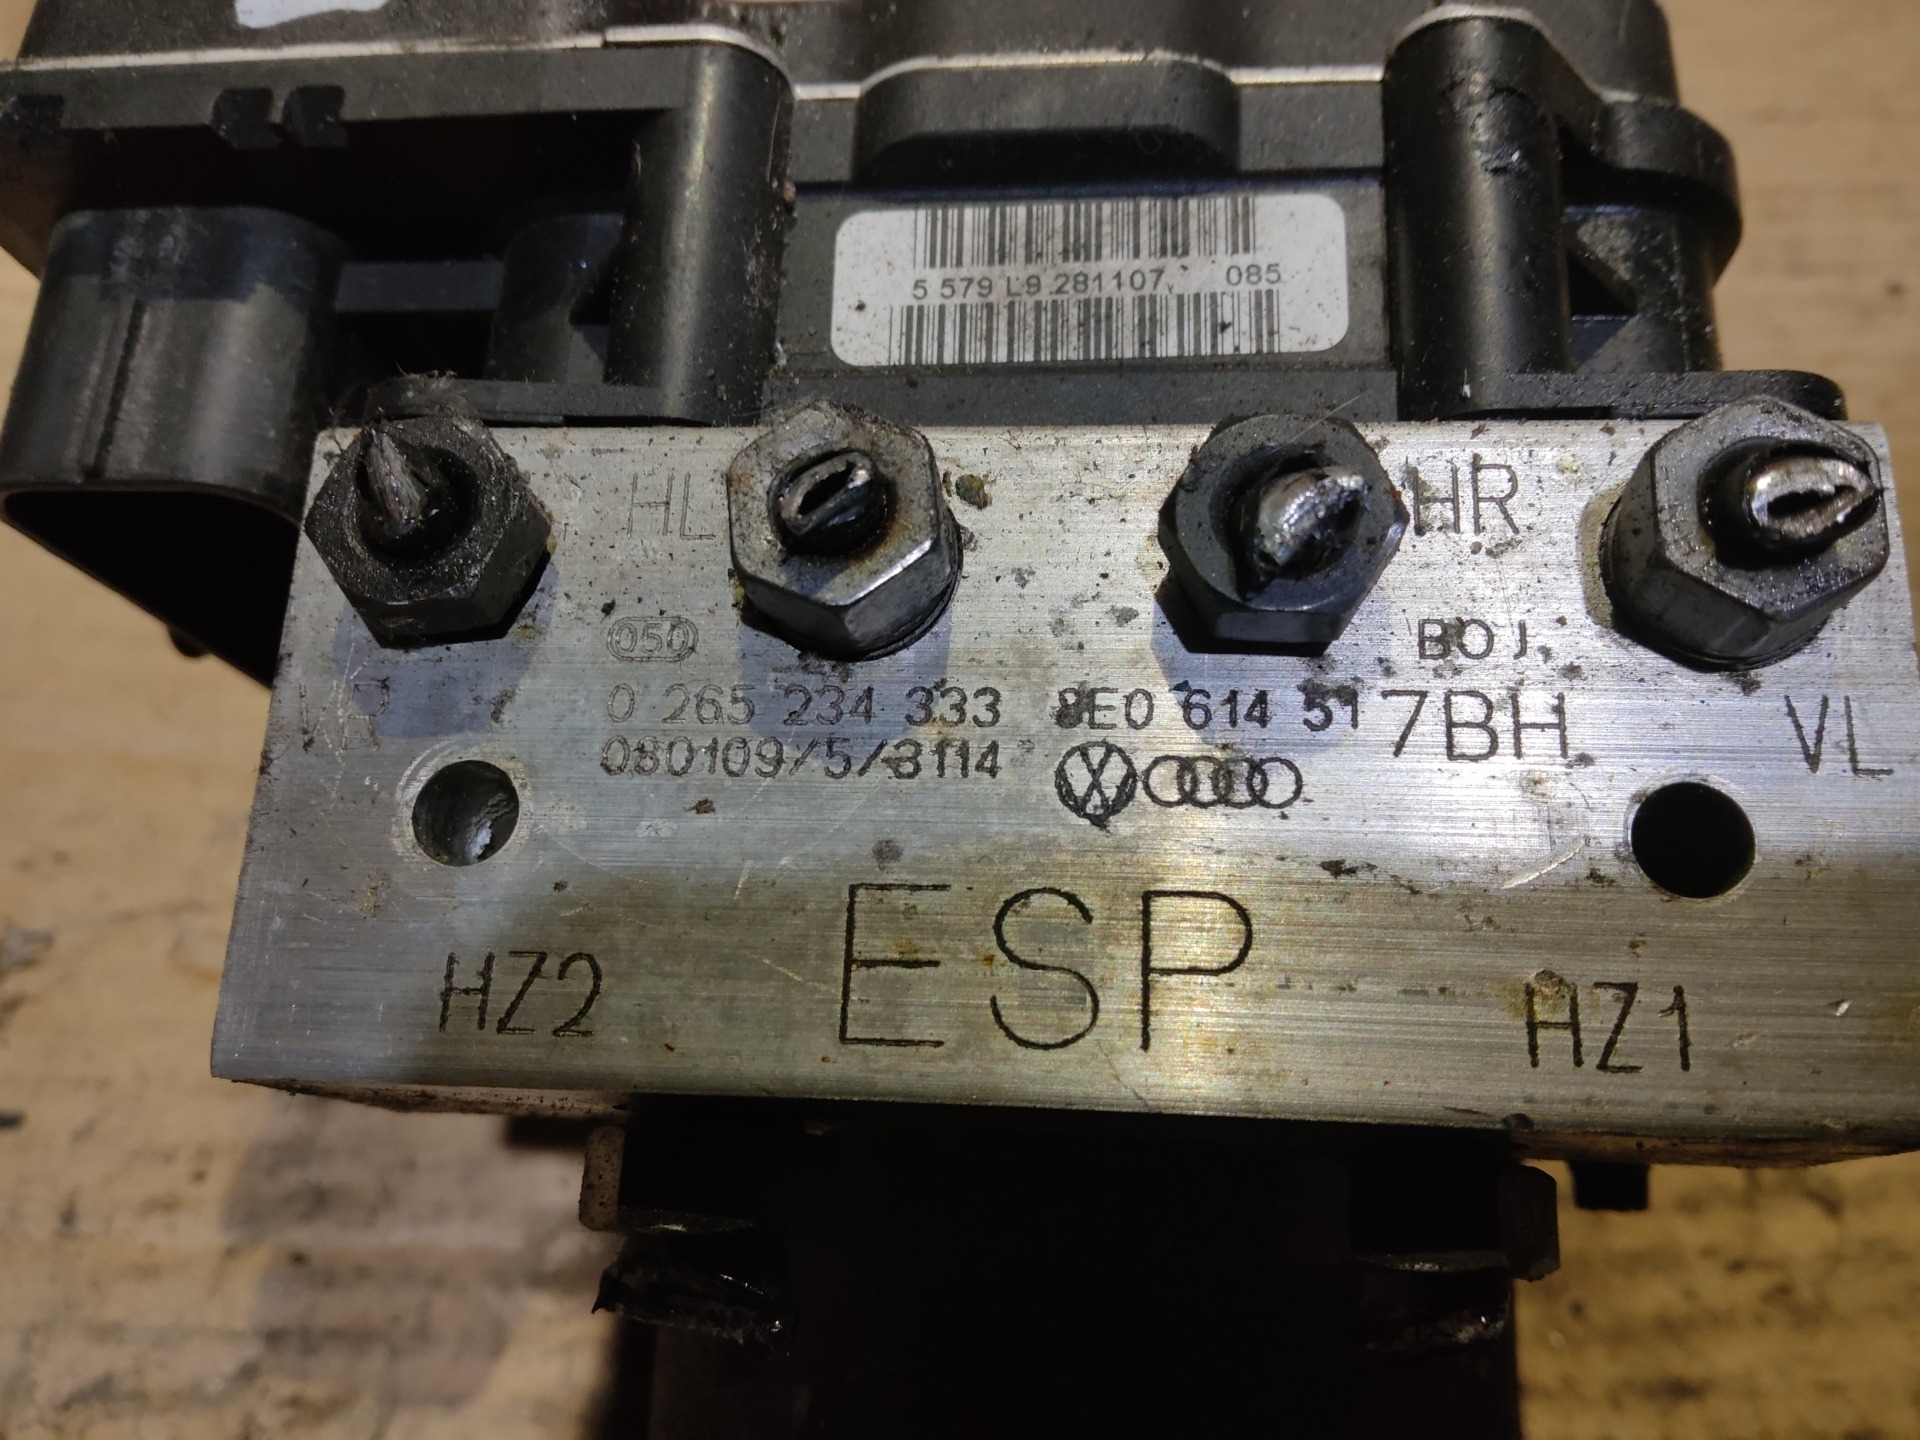 5 579 L9 281107 085
HL HR
050 BOJ
0 265 234 333 8E0 614 517BH
VR VL
080109/5/3114
HZ2 ESP HZ1